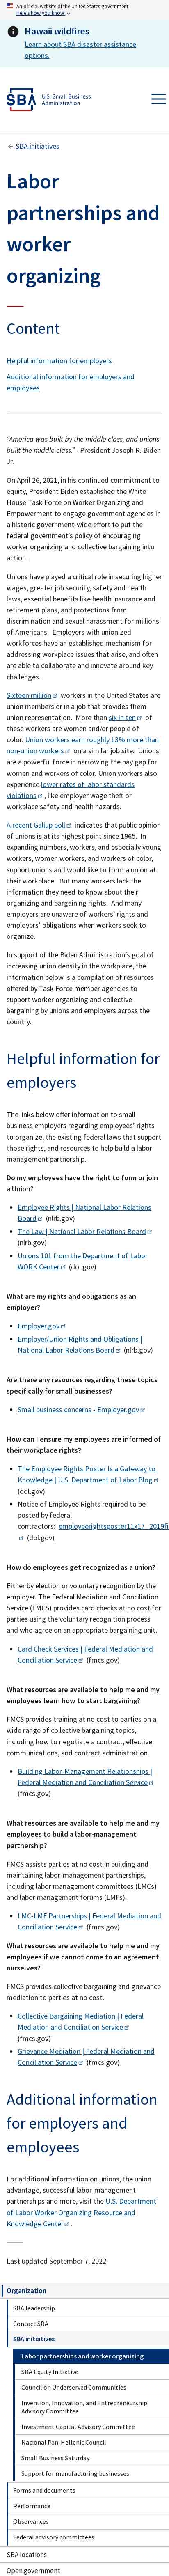 An official website of the United States government
Here's how you know
Hawaii wildfires
Learn about SBA disaster assistance
options.
SBA
U.S. Small Business
Administration
← SBA initiatives
Labor
partnerships and
worker
organizing
Content
Helpful information for employers
Additional information for employers and
employees
“America was built by the middle class, and unions
built the middle class.” - President Joseph R. Biden
Jr.
On April 26, 2021, in his continued commitment to
equity, President Biden established the White
House Task Force on Worker Organizing and
Empowerment to engage government agencies in a
comprehensive approach to support the federal
government’s policy of encouraging
worker organizing and collective bargaining and to
promote equality of bargaining power between
employers and employees.
Unions have played a critical role in securing higher
wages, greater job security, safety and health
laws, essential benefits like health insurance and
retirement, and protections from discrimination
and sexual harassment for millions
of Americans. Employers with unionized
workforces can benefit from an established
mechanism for addressing workplace issues that
arise, and often are able to collaborate on solutions
to meet emerging challenges.
Sixteen million workers in the United States are
union members or in a job that provides them
union representation. More than six in ten of
these workers are women and/or people of
color. Union workers earn roughly 13% more than
non-union workers on a similar job site. Unions
are a powerful force in narrowing the pay gap for
women and workers of color. Unions also also
experience lower rates of labor standards
violations, like employer wage theft or
workplace safety and health hazards.
A recent Gallup poll indicates that public opinion
of unions is at its highest point since 1965. In
expanding numbers, workers, and especially young
workers, women workers, and workers of color,
support unions and would take the opportunity to
join a union. But many workers lack the
information they need to know about their
organizing and bargaining rights. And many
employers are unaware of workers’ rights and
employers’ obligations when workers seek to
organize.
In support of the Biden Administration’s goal of
increasing union density in the workplace, the
information below is a compilation of resources
offered by Task Force member agencies to
support worker organizing and collective
bargaining by unions and employers across the
country.
Helpful information for
employers
The links below offer information to small
business employers regarding employees’ rights
to organize, the types of federal laws that support
those rights, and resources to help build a labor-
management partnership.
Do my employees have the right to form or join
a Union?
• Employee Rights | National Labor Relations
Board (nlrb.gov)
• The Law | National Labor Relations Board
(nlrb.gov)
• Unions 101 from the Department of Labor
WORK Center (dol.gov)
What are my rights and obligations as an
employer?
• Employer.gov
• Employer/Union Rights and Obligations |
National Labor Relations Board (nlrb.gov)
Are there any resources regarding these topics
specifically for small businesses?
• Small business concerns - Employer.gov
How can I ensure my employees are informed of
their workplace rights?
• The Employee Rights Poster Is a Gateway to
Knowledge | U.S. Department of Labor Blog
(dol.gov)
• Notice of Employee Rights required to be
posted by federal
contractors: employeerightsposter11x17_2019fi
(dol.gov)
How do employees get recognized as a union?
Either by election or voluntary recognition by the
employer. The Federal Mediation and Conciliation
Service (FMCS) provides card checks at no cost for
parties using the voluntary recognition process
and who are not subject to competing
representation claims.
• Card Check Services | Federal Mediation and
Conciliation Service (fmcs.gov)
What resources are available to help me and my
employees learn how to start bargaining?
FMCS provides training at no cost to parties on a
wide range of collective bargaining topics,
including how to negotiate a contract, effective
communications, and contract administration.
• Building Labor-Management Relationships |
Federal Mediation and Conciliation Service
(fmcs.gov)
What resources are available to help me and my
employees to build a labor-management
partnership?
FMCS assists parties at no cost in building
labor-management partnerships, including
labor management committees (LMCs)
and labor management forums (LMFs).
• LMC-LMF Partnerships | Federal Mediation and
Conciliation Service (fmcs.gov)
What resources are available to help me and my
employees if we cannot come to an agreement
ourselves?
FMCS provides collective bargaining and grievance
mediation to parties at no cost.
• Collective Bargaining Mediation | Federal
Mediation and Conciliation Service
(fmcs.gov)
• Grievance Mediation | Federal Mediation and
Conciliation Service (fmcs.gov)
Additional information
for employers and
employees
For additional information on unions, the union
advantage, successful labor-management
partnerships and more, visit the U.S. Department
of Labor Worker Organizing Resource and
Knowledge Center.
Last updated September 7, 2022
Organization
SBA leadership
Contact SBA
SBA initiatives
Labor partnerships and worker organizing
SBA Equity Initiative
Council on Underserved Communities
Invention, Innovation, and Entrepreneurship
Advisory Committee
Investment Capital Advisory Committee
National Pan-Hellenic Council
Small Business Saturday
Support for manufacturing businesses
Forms and documents
Performance
Observances
Federal advisory committees
SBA locations
Open government